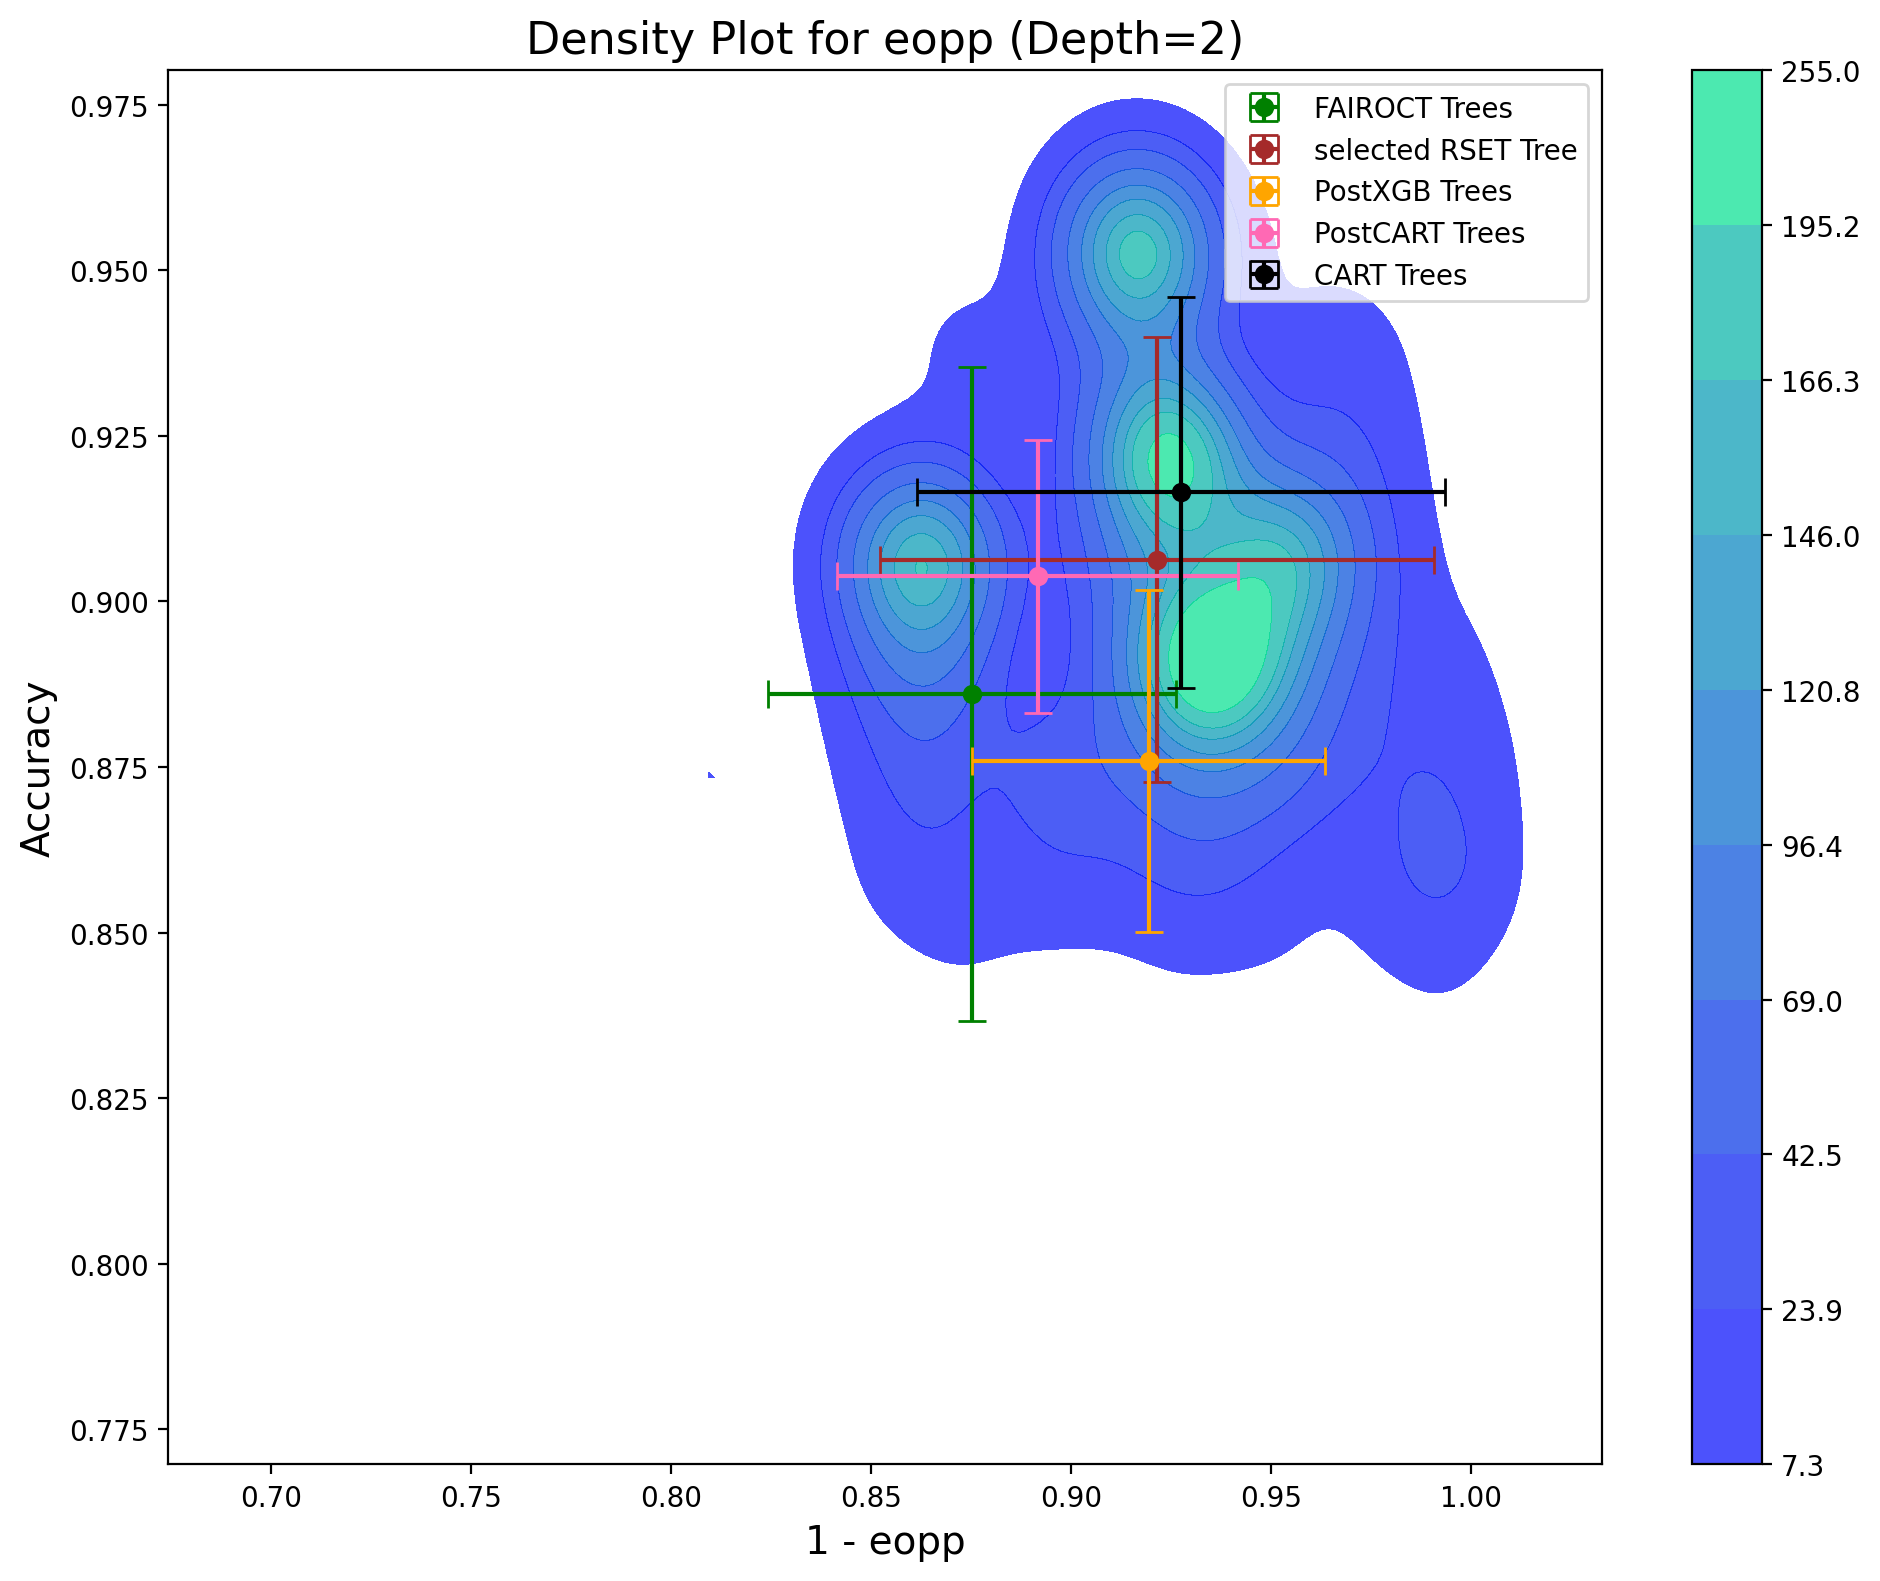 Density Plot for eopp (Depth=2)
FAIROCT Trees
selected RSET Tree
PostXGB Trees
PostCART Trees
CART Trees
Accuracy
0.975
0.950
0.925
0.900
0.875
0.850
0.825
0.800
0.775
0.70 0.75 0.80 0.85 0.90 0.95 1.00
1 - eopp
255.0
195.2
166.3
146.0
120.8
96.4
69.0
42.5
23.9
7.3